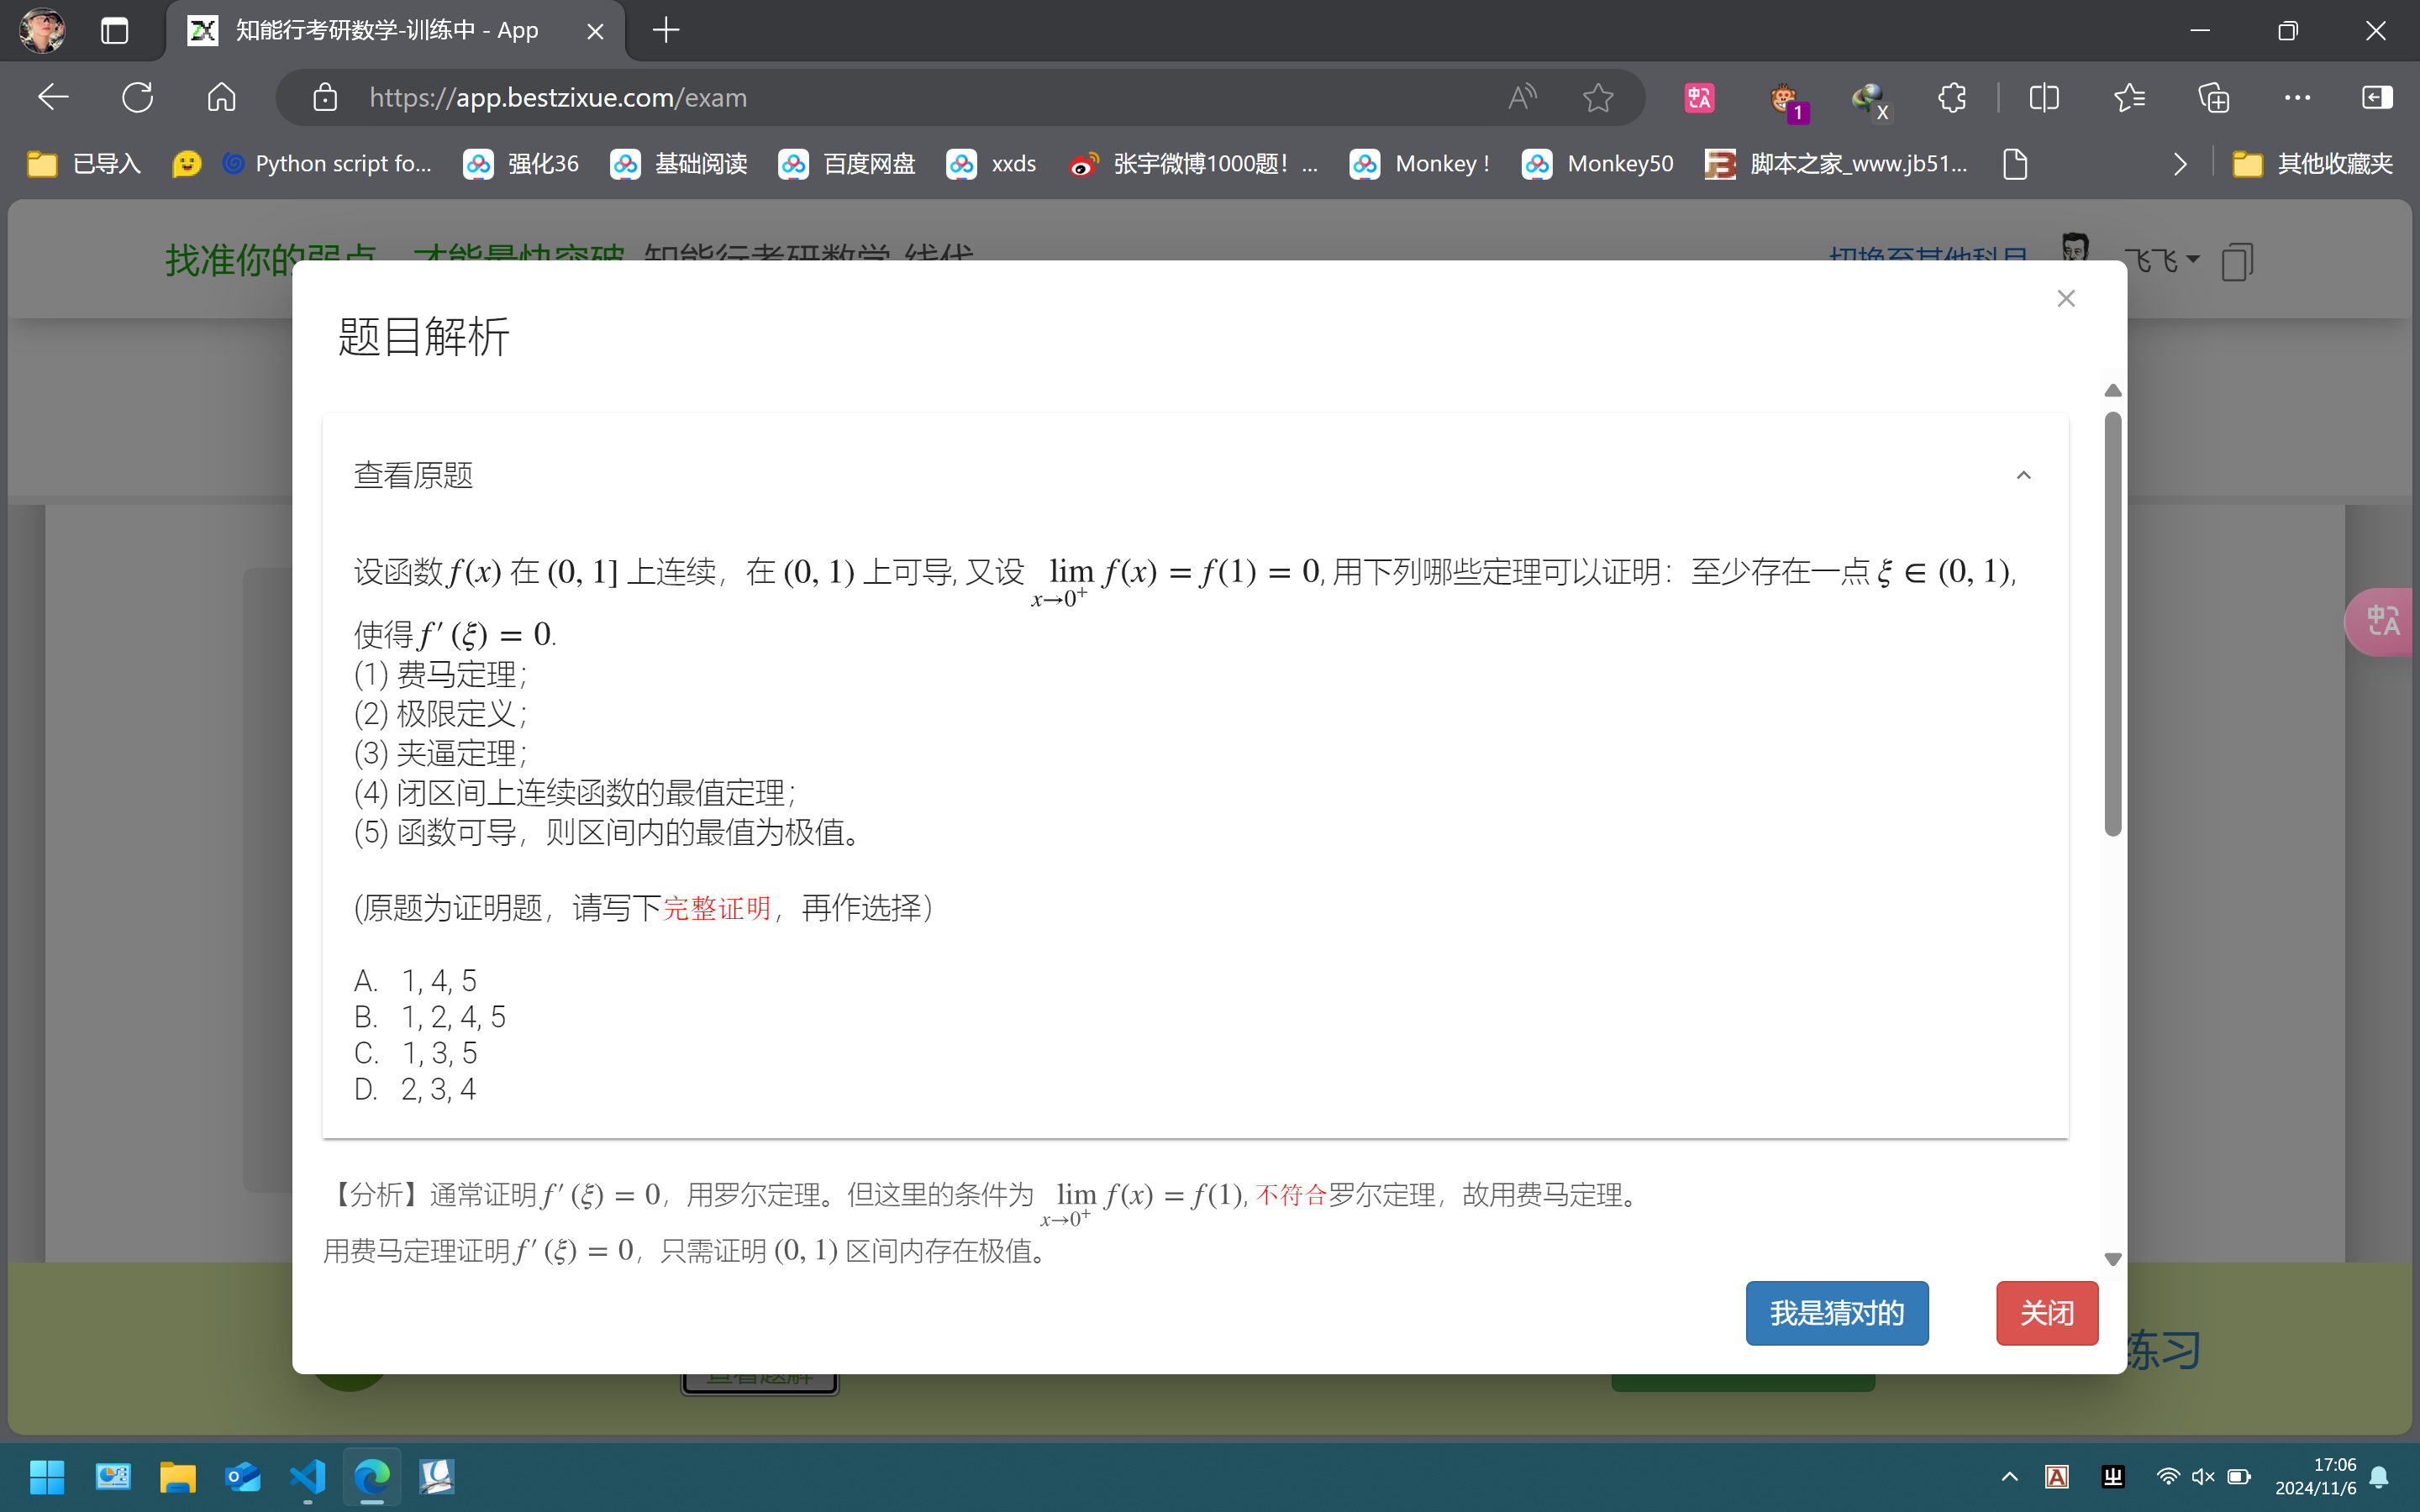 知能行考研数学-训练中 - App
https://app.bestzixue.com/exam
1
X
已导入
Python script fo...
强化36
基础阅读
百度网盘
xxds
张宇微博1000题! ...
Monkey !
Monkey50
脚本之家_www.jb51...
其他收藏夹
找准你的弱点，才能最快突破 知能行考研数学-线代
切换至其他科目
飞飞
题目解析
查看原题
设函数 f(x) 在 (0, 1] 上连续，在 (0, 1) 上可导, 又设 lim_{x→0⁺} f(x) = f(1) = 0, 用下列哪些定理可以证明：至少存在一点 ξ ∈ (0, 1),
使得 f′(ξ) = 0.
(1) 费马定理；
(2) 极限定义；
(3) 夹逼定理；
(4) 闭区间上连续函数的最值定理；
(5) 函数可导，则区间内的最值为极值。
(原题为证明题，请写下完整证明，再作选择）
A. 1, 4, 5
B. 1, 2, 4, 5
C. 1, 3, 5
D. 2, 3, 4
【分析】通常证明 f′(ξ) = 0，用罗尔定理。但这里的条件为 lim_{x→0⁺} f(x) = f(1), 不符合罗尔定理，故用费马定理。
用费马定理证明 f′(ξ) = 0，只需证明 (0, 1) 区间内存在极值。
我是猜对的
关闭
查看题解
练习
17:06
2024/11/6